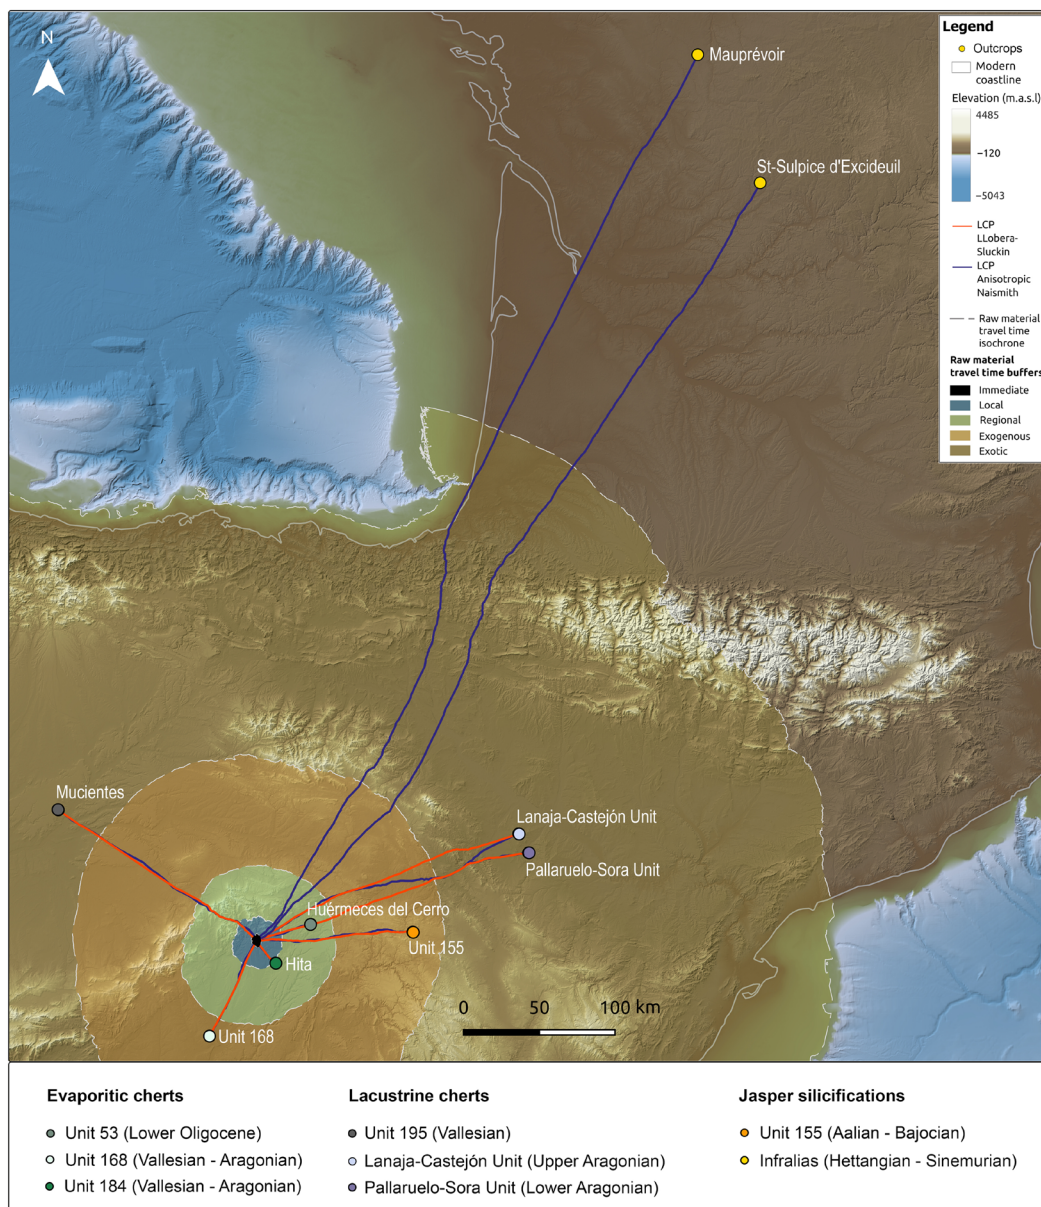 N
Mauprévoir
St-Sulpice d'Excideuil
Legend
Outcrops
Modern
coastline
Elevation (m.a.s.l)
4485
−120
−5043
LCP
LLobera-
Sluckin
LCP
Anisotropic
Naismith
Raw material
travel time
isochrone
Raw material
travel time buffers
Immediate
Local
Regional
Exogenous
Exotic
Mucientes
Lanaja-Castejón Unit
Pallaruelo-Sora Unit
Huérmeces del Cerro
Unit 155
Hita
Unit 168
0 50 100 km
Evaporitic cherts
Unit 53 (Lower Oligocene)
Unit 168 (Vallesian - Aragonian)
Unit 184 (Vallesian - Aragonian)
Lacustrine cherts
Unit 195 (Vallesian)
Lanaja-Castejón Unit (Upper Aragonian)
Pallaruelo-Sora Unit (Lower Aragonian)
Jasper silicifications
Unit 155 (Aalian - Bajocian)
Infralias (Hettangian - Sinemurian)